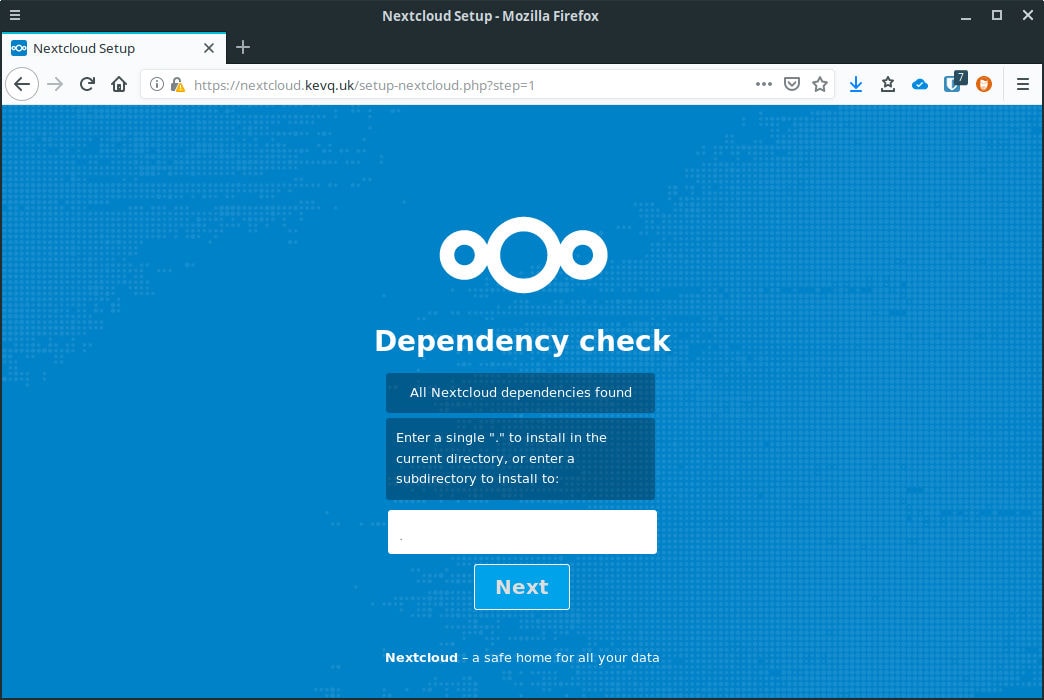 Nextcloud Setup - Mozilla Firefox
Nextcloud Setup
https://nextcloud.kevq.uk/setup-nextcloud.php?step=1
7
Dependency check
All Nextcloud dependencies found
Enter a single "." to install in the
current directory, or enter a
subdirectory to install to:
.
Next
Nextcloud – a safe home for all your data